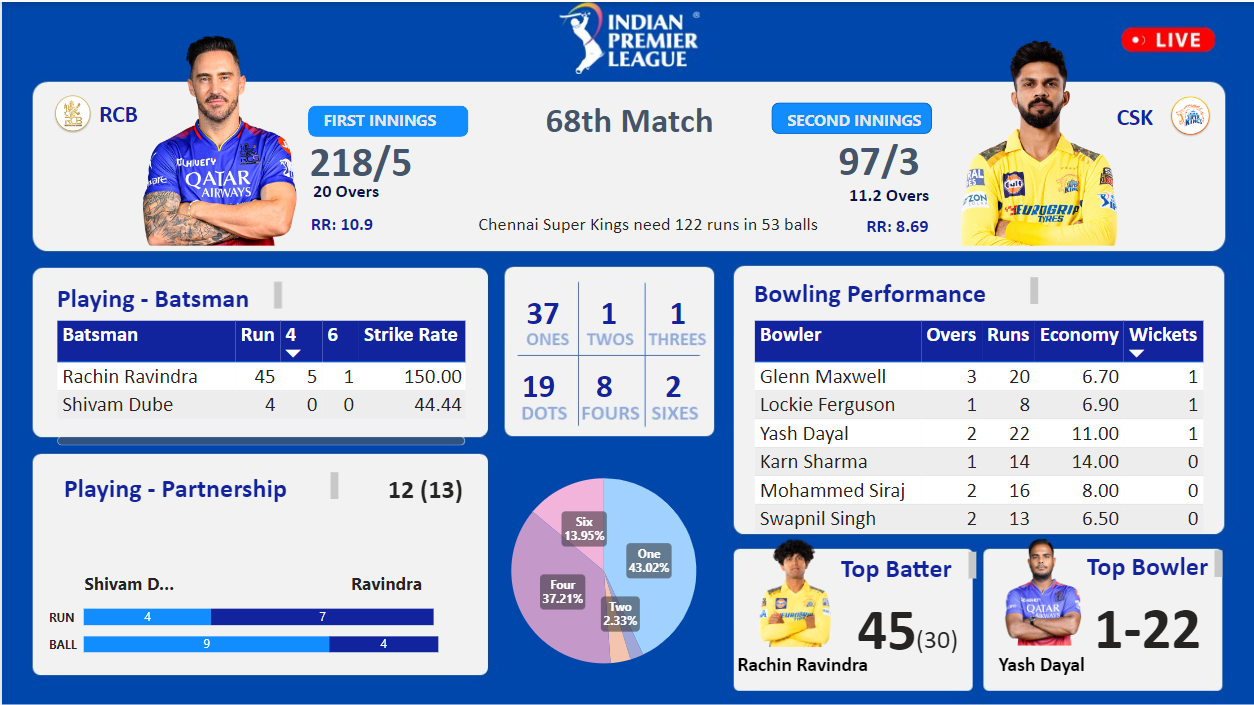 INDIAN
PREMIER
LEAGUE
LIVE
RCB
FIRST INNINGS
68th Match
SECOND INNINGS
CSK
218/5
97/3
20 Overs
11.2 Overs
RR: 10.9
Chennai Super Kings need 122 runs in 53 balls
RR: 8.69
QATAR
AIRWAYS
Gulf
EUROGRIP
TYRES
Playing - Batsman
Batsman Run 4 6 Strike Rate
Rachin Ravindra 45 5 1 150.00
Shivam Dube 4 0 0 44.44
37 1 1
ONES TWOS THREES
19 8 2
DOTS FOURS SIXES
Bowling Performance
Bowler Overs Runs Economy Wickets
Glenn Maxwell 3 20 6.70 1
Lockie Ferguson 1 8 6.90 1
Yash Dayal 2 22 11.00 1
Karn Sharma 1 14 14.00 0
Mohammed Siraj 2 16 8.00 0
Swapnil Singh 2 13 6.50 0
Playing - Partnership 12 (13)
Shivam D... Ravindra
RUN 4 7
BALL 9 4
Six
13.95%
One
43.02%
Four
37.21%
Two
2.33%
Top Batter
45(30)
Rachin Ravindra
Top Bowler
QATAR
1-22
Yash Dayal